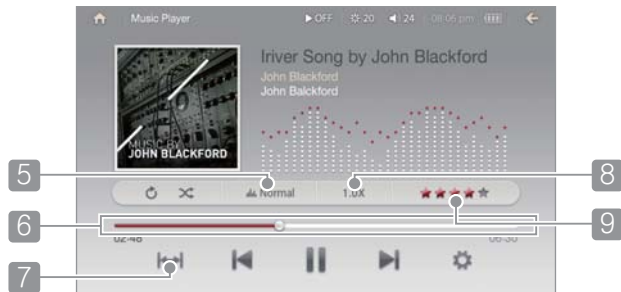 Music Player OFF 20 24 08:06 pm
Iriver Song by John Blackford
John Blackford
John Balckford
MUSIC BY
JOHN BLACKFORD
5
8
Normal 1.0X
6
9
02:48 06:30
7